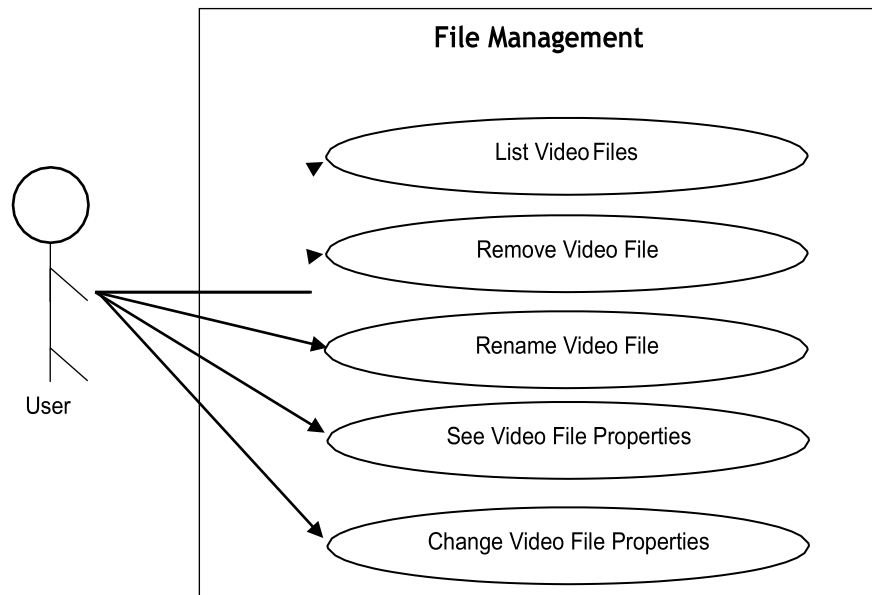 File Management
List Video Files
Remove Video File
Rename Video File
User
See Video File Properties
Change Video File Properties